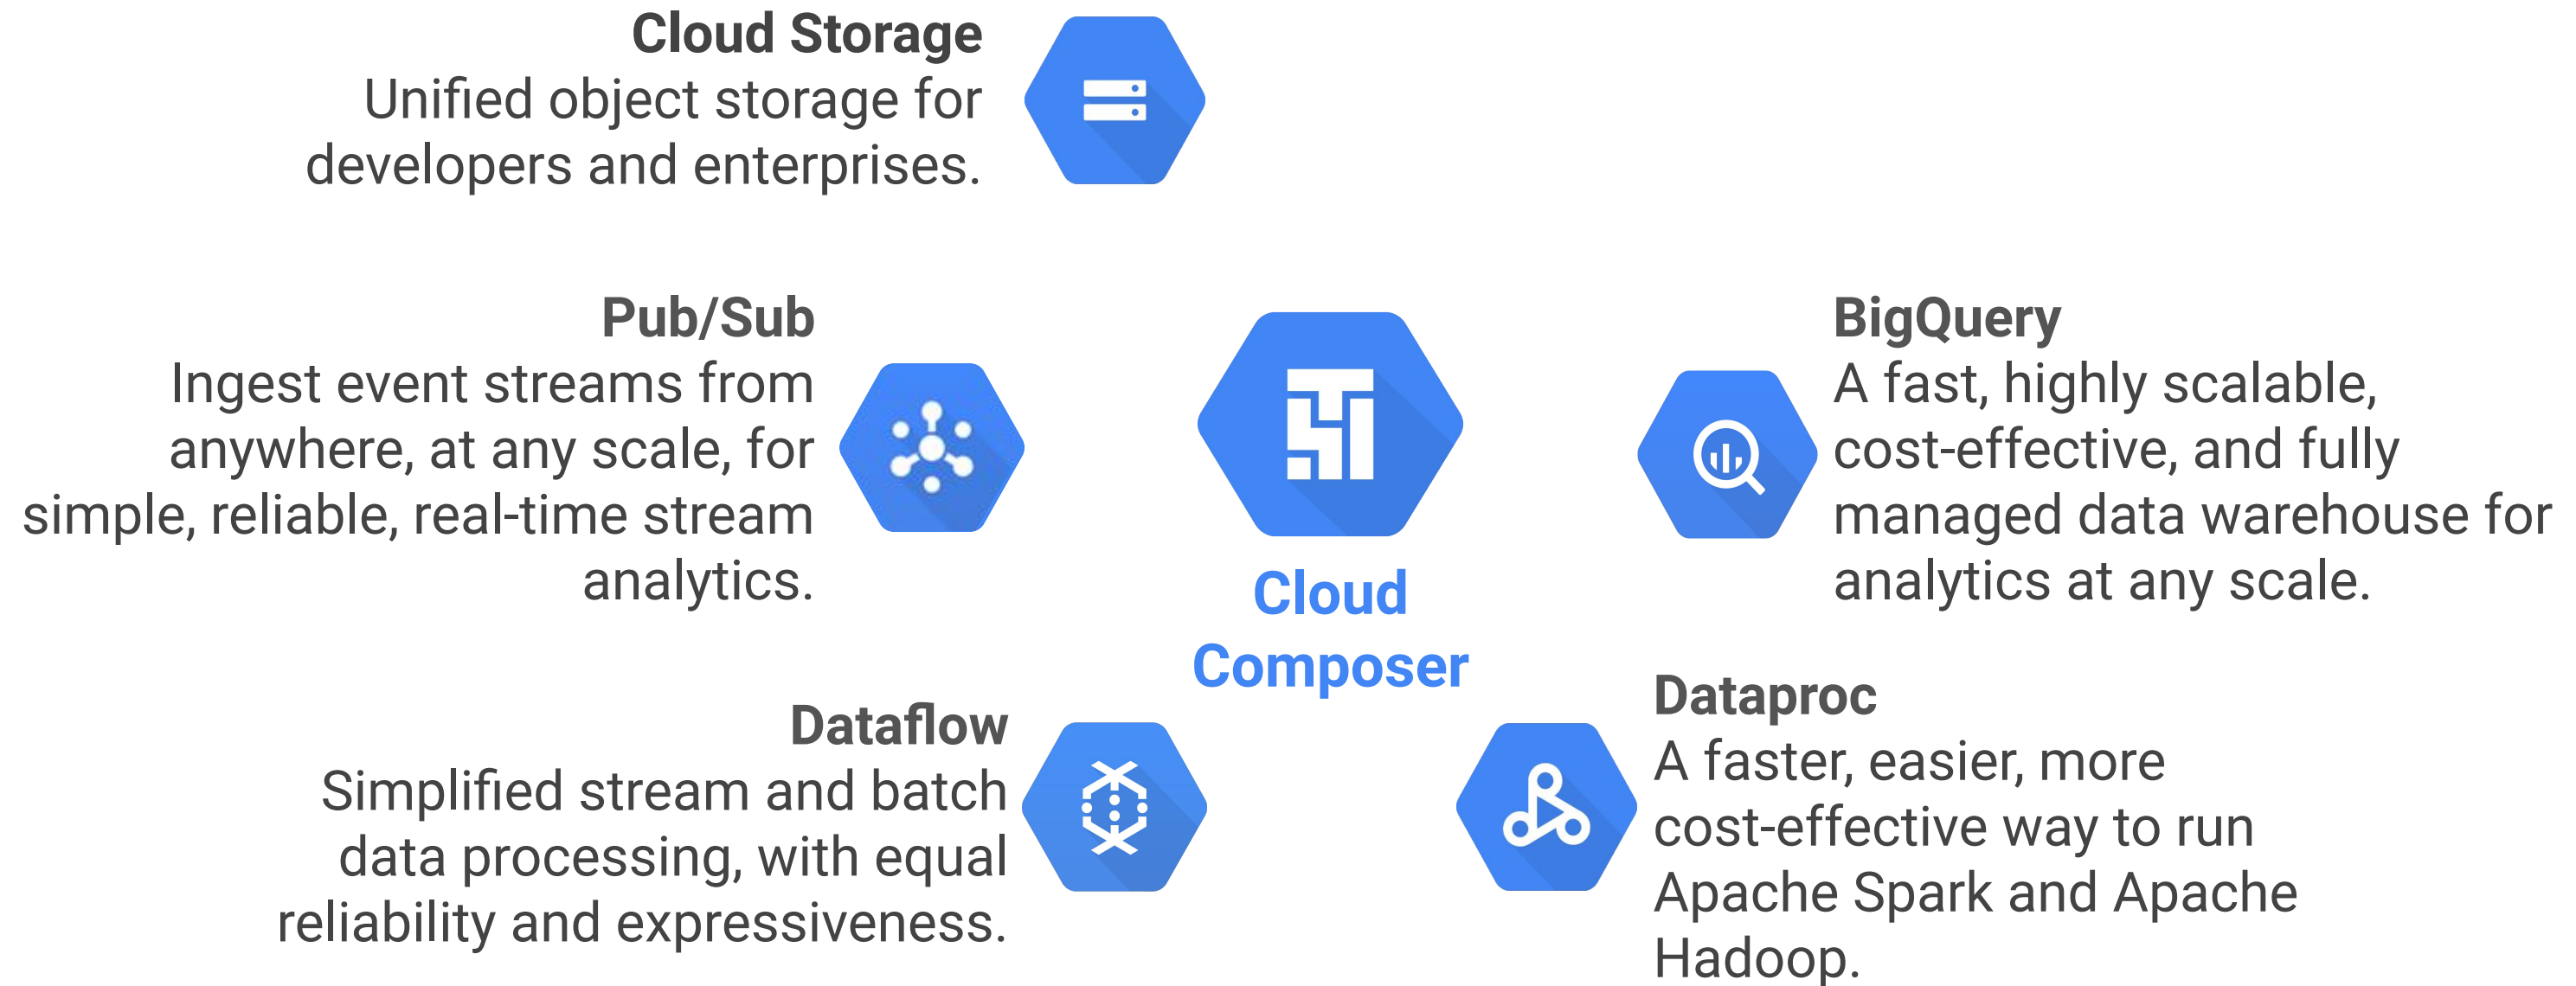 Cloud Storage
Unified object storage for
developers and enterprises.
Pub/Sub
Ingest event streams from
anywhere, at any scale, for
simple, reliable, real-time stream
analytics.
Cloud
Composer
BigQuery
A fast, highly scalable,
cost-effective, and fully
managed data warehouse for
analytics at any scale.
Dataflow
Simplified stream and batch
data processing, with equal
reliability and expressiveness.
Dataproc
A faster, easier, more
cost-effective way to run
Apache Spark and Apache
Hadoop.